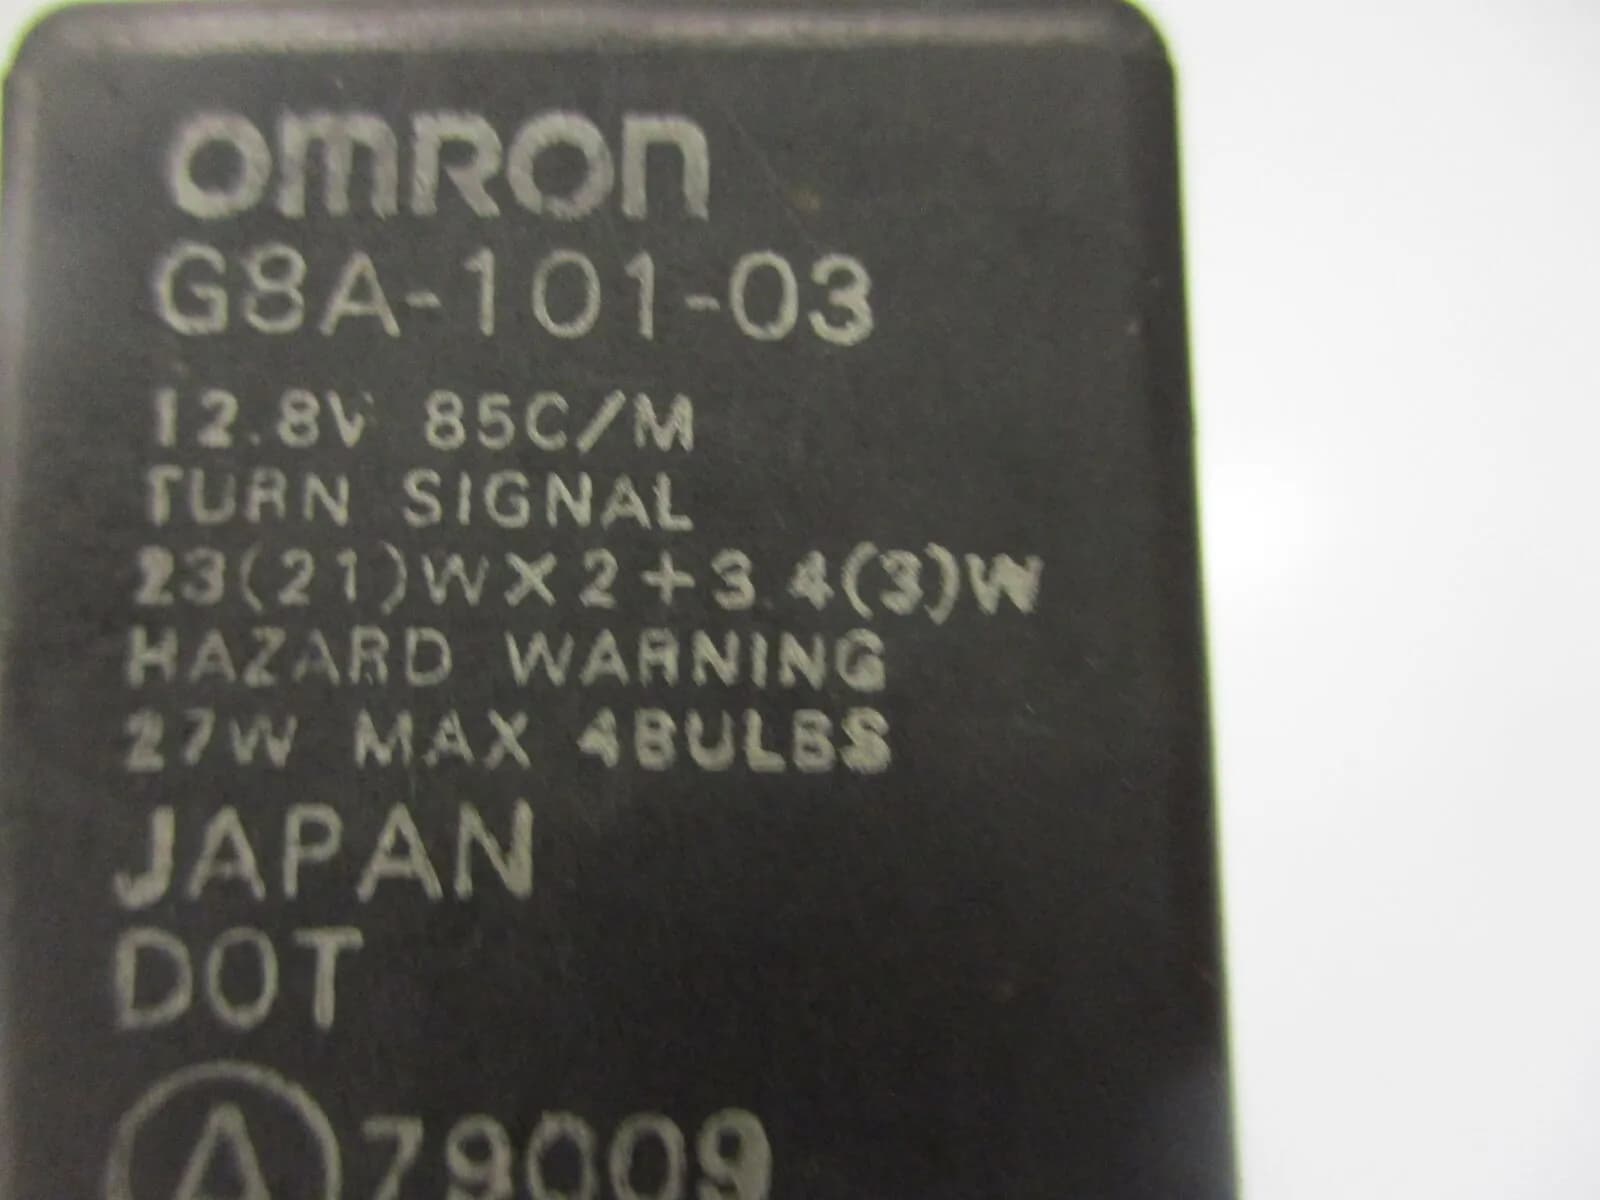 omron
G8A-101-03
12.8V 85C/M
TURN SIGNAL
23(21)W×2+3.4(3)W
HAZARD WARNING
27W MAX 4BULBS
JAPAN
DOT
A 79009